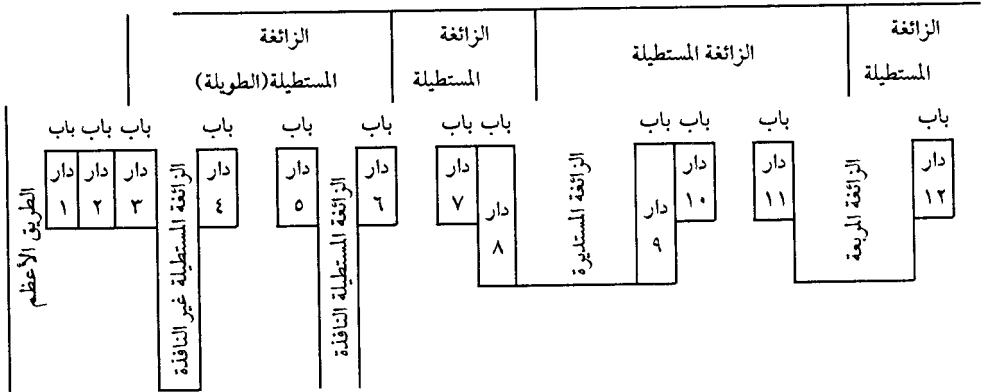 الزائغة
المستطيلة
الزائغة المستطيلة
الزائغة
المستطيلة
الزائغة
المستطيلة (الطويلة)
باب
باب
باب
باب
باب
باب
باب
باب
باب
باب
باب
باب
دار
١
دار
٢
دار
٣
دار
٤
دار
٥
دار
٦
دار
٧
دار
٨
دار
٩
دار
١٠
دار
١١
دار
١٢
الطريق الأعظم
الزائغة المستطيلة غير النافذة
الزائغة المستطيلة النافذة
الزائغة المستديرة
الزائغة المربعة